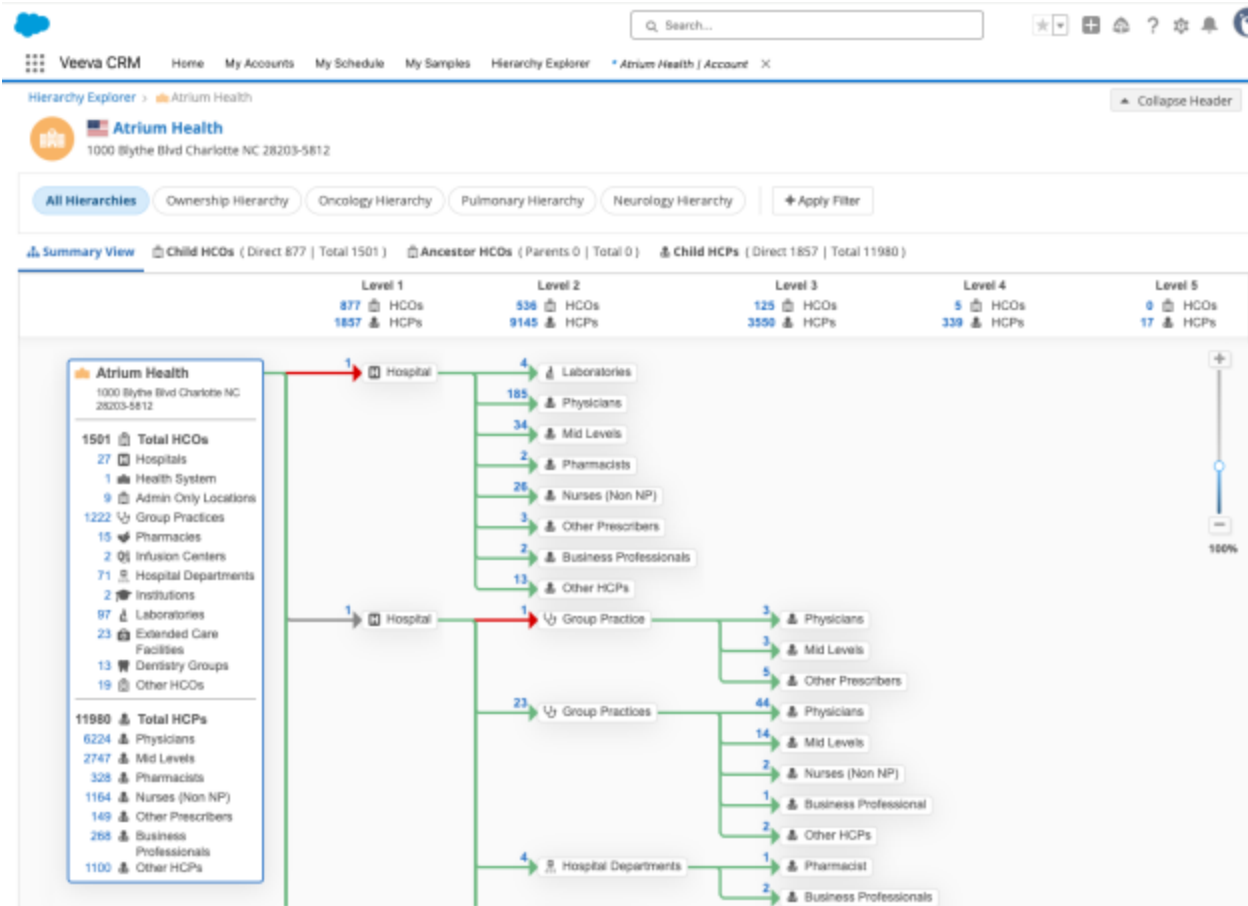 Search...
Veeva CRM Home My Accounts My Schedule My Samples Hierarchy Explorer * Atrium Health | Account ×
Hierarchy Explorer > Atrium Health
Collapse Header
Atrium Health
1000 Blythe Blvd Charlotte NC 28203-5812
All Hierarchies Ownership Hierarchy Oncology Hierarchy Pulmonary Hierarchy Neurology Hierarchy + Apply Filter
Summary View Child HCOs ( Direct 877 | Total 1501 ) Ancestor HCOs ( Parents 0 | Total 0 ) Child HCPs ( Direct 1857 | Total 11980 )
Level 1 Level 2 Level 3 Level 4 Level 5
877 HCOs 536 HCOs 125 HCOs 5 HCOs 0 HCOs
1857 HCPs 9145 HCPs 3550 HCPs 339 HCPs 17 HCPs
Atrium Health
1000 Blythe Blvd Charlotte NC
28203-5812
1501 Total HCOs
27 Hospitals
1 Health System
9 Admin Only Locations
1222 Group Practices
15 Pharmacies
2 Infusion Centers
71 Hospital Departments
2 Institutions
97 Laboratories
23 Extended Care
Facilities
13 Dentistry Groups
19 Other HCOs
11980 Total HCPs
6224 Physicians
2747 Mid Levels
328 Pharmacists
1164 Nurses (Non NP)
149 Other Prescribers
268 Business
Professionals
1100 Other HCPs
1 Hospital
4 Laboratories
185 Physicians
34 Mid Levels
2 Pharmacists
26 Nurses (Non NP)
3 Other Prescribers
2 Business Professionals
13 Other HCPs
1 Hospital
1 Group Practice
3 Physicians
3 Mid Levels
5 Other Prescribers
23 Group Practices
44 Physicians
14 Mid Levels
2 Nurses (Non NP)
1 Business Professional
2 Other HCPs
4 Hospital Departments
1 Pharmacist
2 Business Professionals
100%